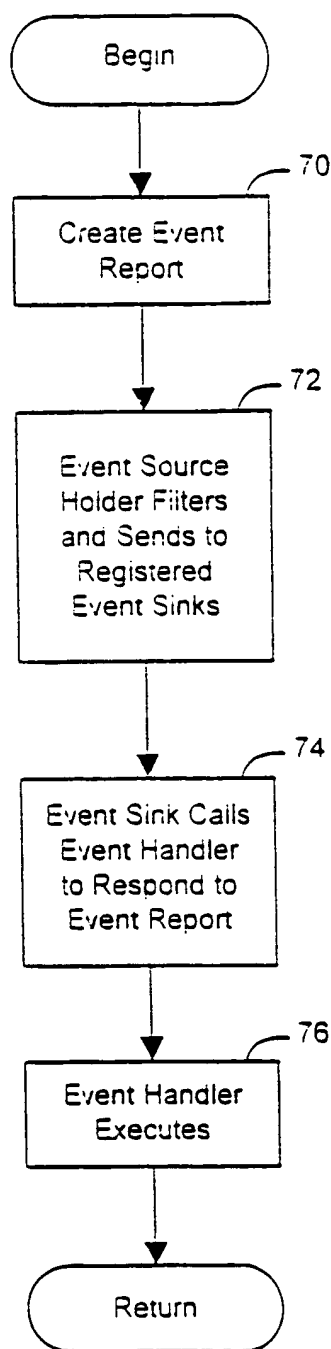 Begin
70
Create Event
Report
72
Event Source
Holder Filters
and Sends to
Registered
Event Sinks
74
Event Sink Calls
Event Handler
to Respond to
Event Report
76
Event Handler
Executes
Return